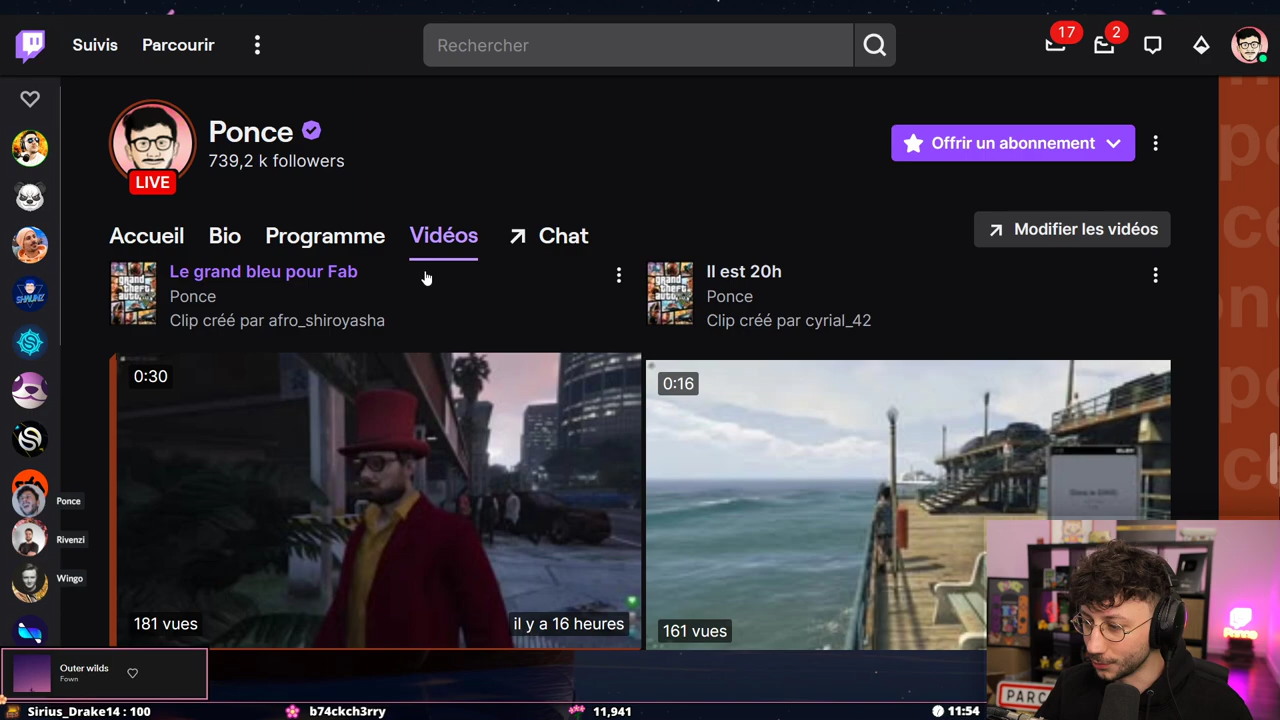 Suivis
Parcourir
Rechercher
17
2
Ponce
739,2 k followers
LIVE
Offrir un abonnement
Accueil
Bio
Programme
Vidéos
Chat
Modifier les vidéos
Le grand bleu pour Fab
Ponce
Clip créé par afro_shiroyasha
Il est 20h
Ponce
Clip créé par cyrial_42
0:30
181 vues
il y a 16 heures
0:16
161 vues
Ponce
Rivenzi
Wingo
Outer wilds
Fown
Sirius_Drake14 : 100
b74ckch3rry
11,941
11:54